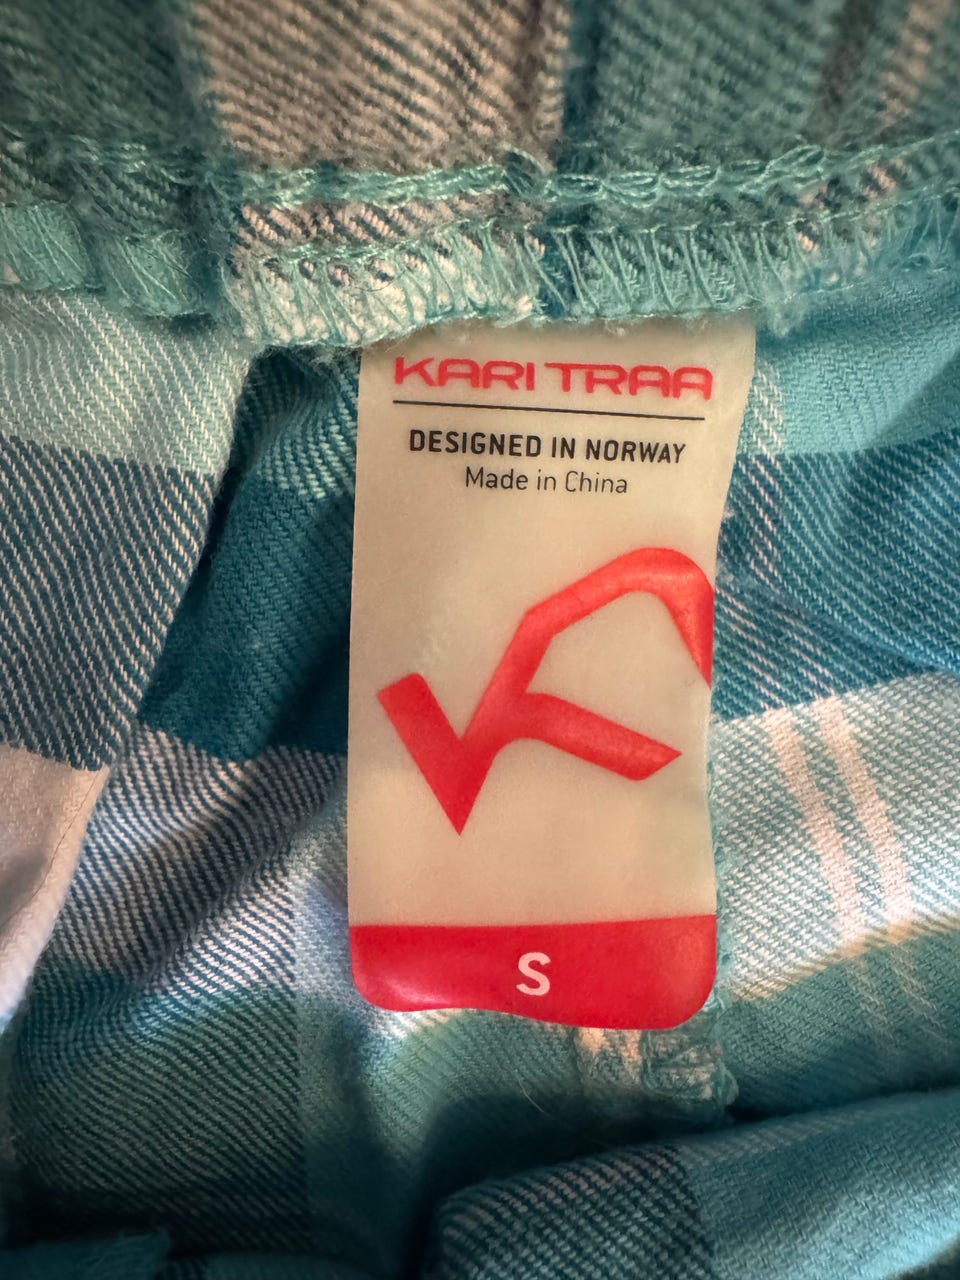 KARI TRAA
DESIGNED IN NORWAY
Made in China
S